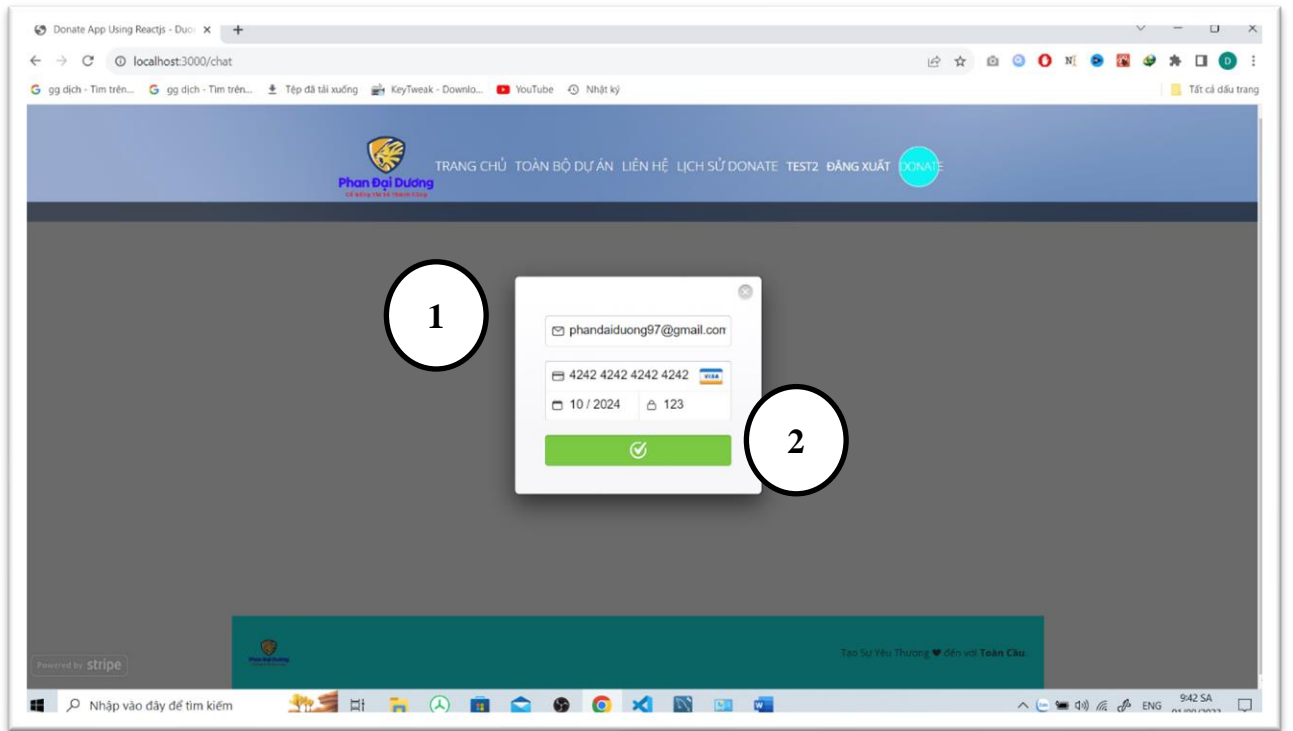 Donate App Using Reactjs - Duo
localhost:3000/chat
gg dịch - Tìm trên... gg dịch - Tìm trên... Tệp đã tải xuống KeyTweak - Downlo... YouTube Nhật ký Tất cả dấu trang
TRANG CHỦ TOÀN BỘ DỰ ÁN LIÊN HỆ LỊCH SỬ DONATE TEST2 ĐĂNG XUẤT DONATE
Phan Đại Dương
1
phandaiduong97@gmail.com
4242 4242 4242 4242 VISA
10 / 2024 123
2
Tạo Sự Yêu Thương ❤ đến với Toàn Cầu.
Powered by stripe
Nhập vào đây để tìm kiếm
ENG
9:42 SA